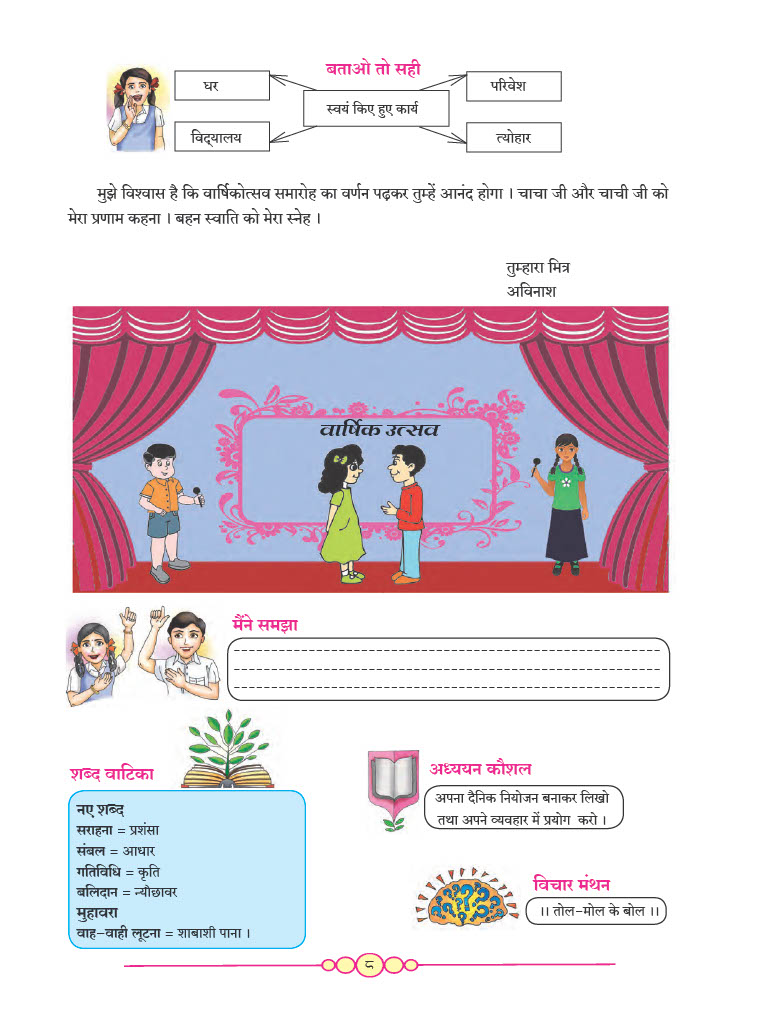 बताओ तो सही
घर
परिवेश
स्वयं किए हुए कार्य
विद्‌यालय
त्योहार
मुझे विश्वास है कि वार्षिकोत्सव समारोह का वर्णन पढ़कर तुम्हें आनंद होगा । चाचा जी और चाची जी को
मेरा प्रणाम कहना । बहन स्वाति को मेरा स्नेह ।
तुम्हारा मित्र
अविनाश
वार्षिक उत्सव
मैंने समझा
शब्द वाटिका
नए शब्द
सराहना = प्रशंसा
संबल = आधार
गतिविधि = कृति
बलिदान = न्यौछावर
मुहावरा
वाह-वाही लूटना = शाबाशी पाना ।
अध्ययन कौशल
अपना दैनिक नियोजन बनाकर लिखो
तथा अपने व्यवहार में प्रयोग करो ।
विचार मंथन
।। तोल-मोल के बोल ।।
८